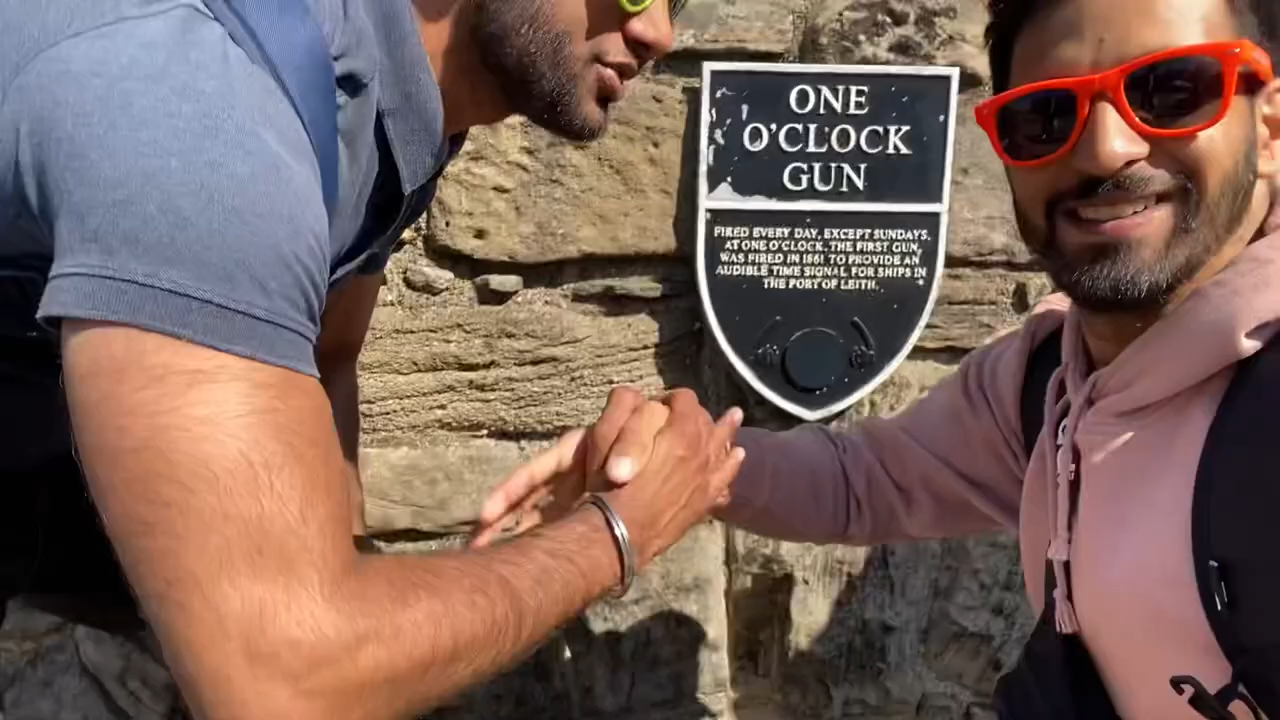 ONE
O'CLOCK
GUN
FIRED EVERY DAY, EXCEPT SUNDAYS,
AT ONE O'CLOCK. THE FIRST GUN,
WAS FIRED IN 1861 TO PROVIDE AN
AUDIBLE TIME SIGNAL FOR SHIPS IN
THE PORT OF LEITH.